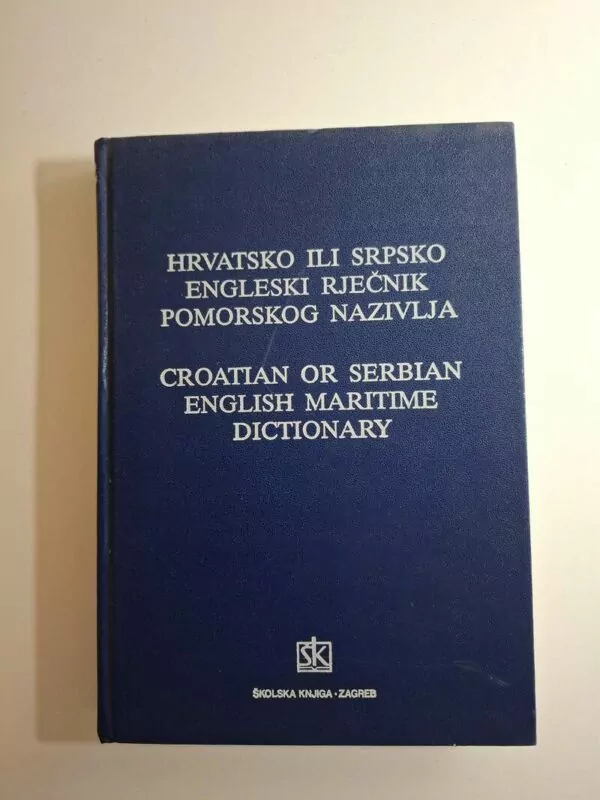 HRVATSKO ILI SRPSKO
ENGLESKI RJEČNIK
POMORSKOG NAZIVLJA
CROATIAN OR SERBIAN
ENGLISH MARITIME
DICTIONARY
ŠK
ŠKOLSKA KNJIGA • ZAGREB